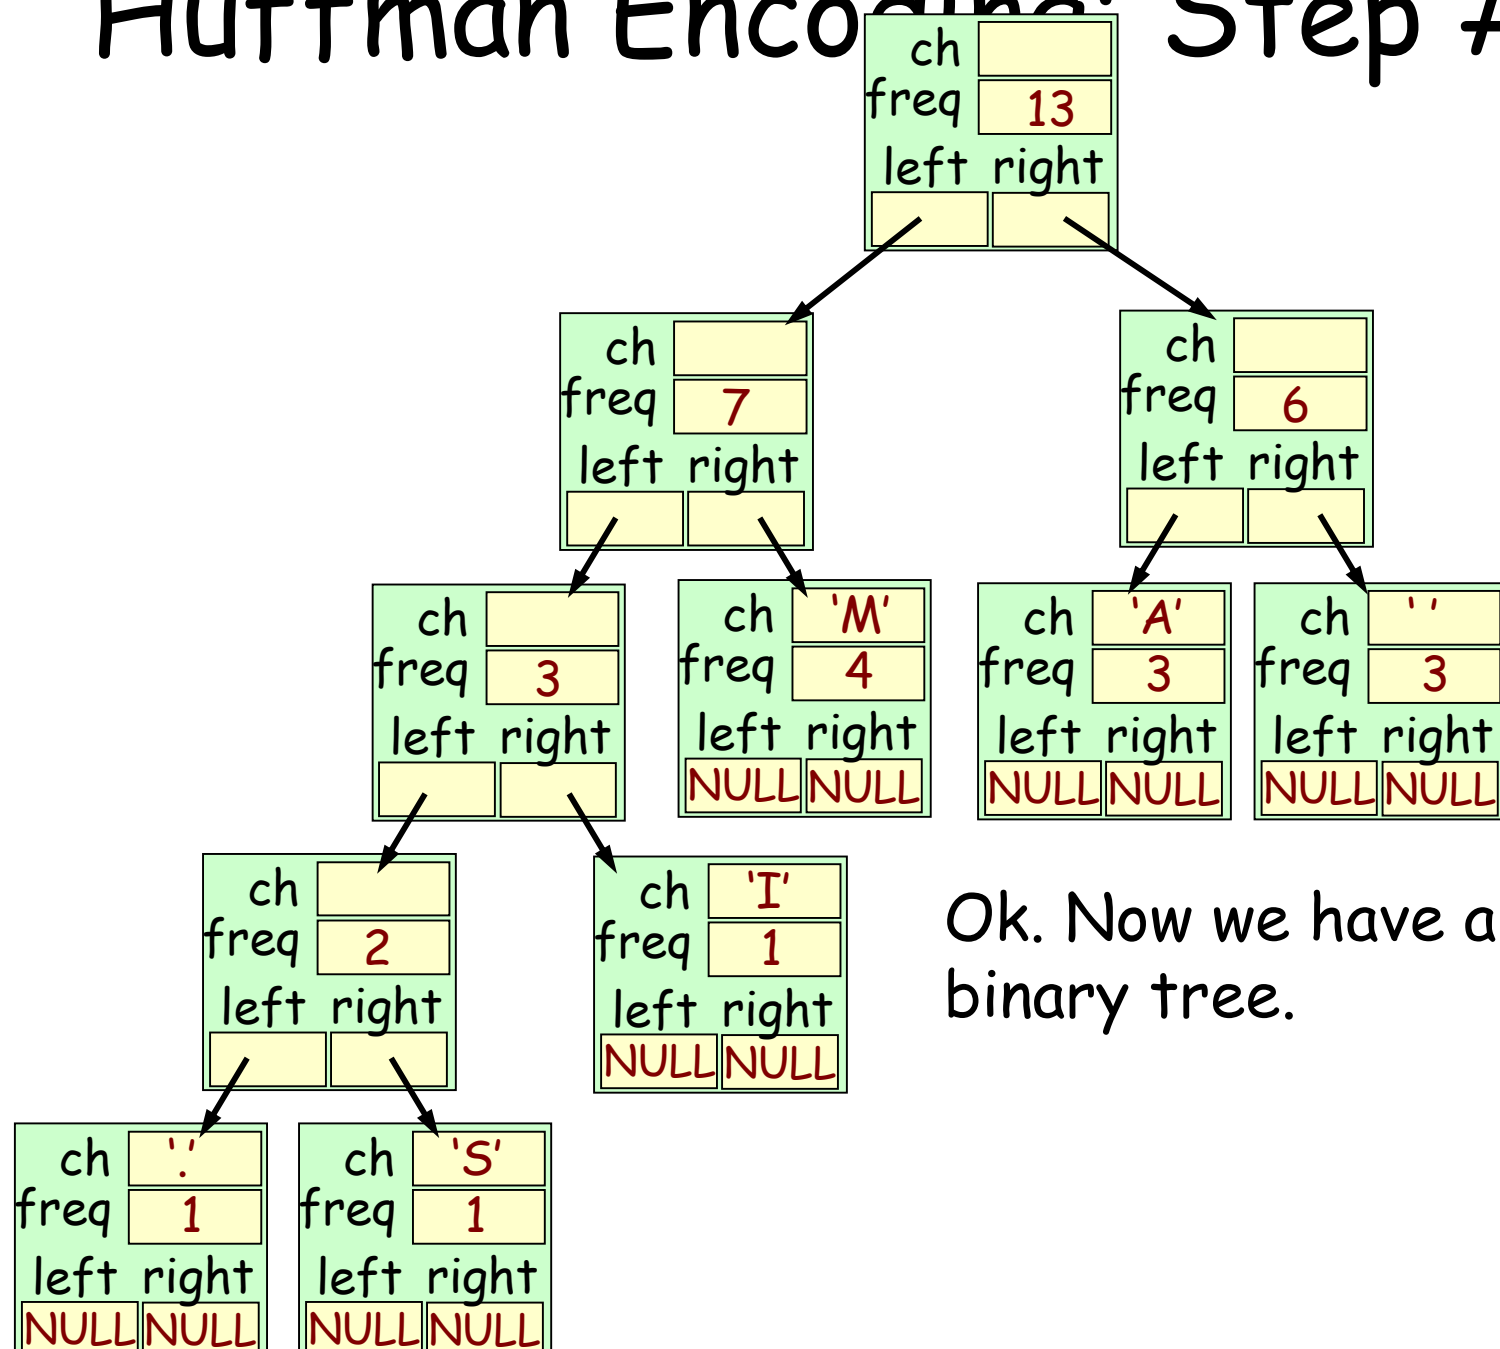 Huffman Encoding: Step #
ch
freq 13
left right
ch
freq 7
left right
ch
freq 6
left right
ch
freq 3
left right
ch 'M'
freq 4
left right
NULL NULL
ch 'A'
freq 3
left right
NULL NULL
ch ' '
freq 3
left right
NULL NULL
ch
freq 2
left right
ch 'I'
freq 1
left right
NULL NULL
Ok. Now we have a
binary tree.
ch '.'
freq 1
left right
NULL NULL
ch 'S'
freq 1
left right
NULL NULL